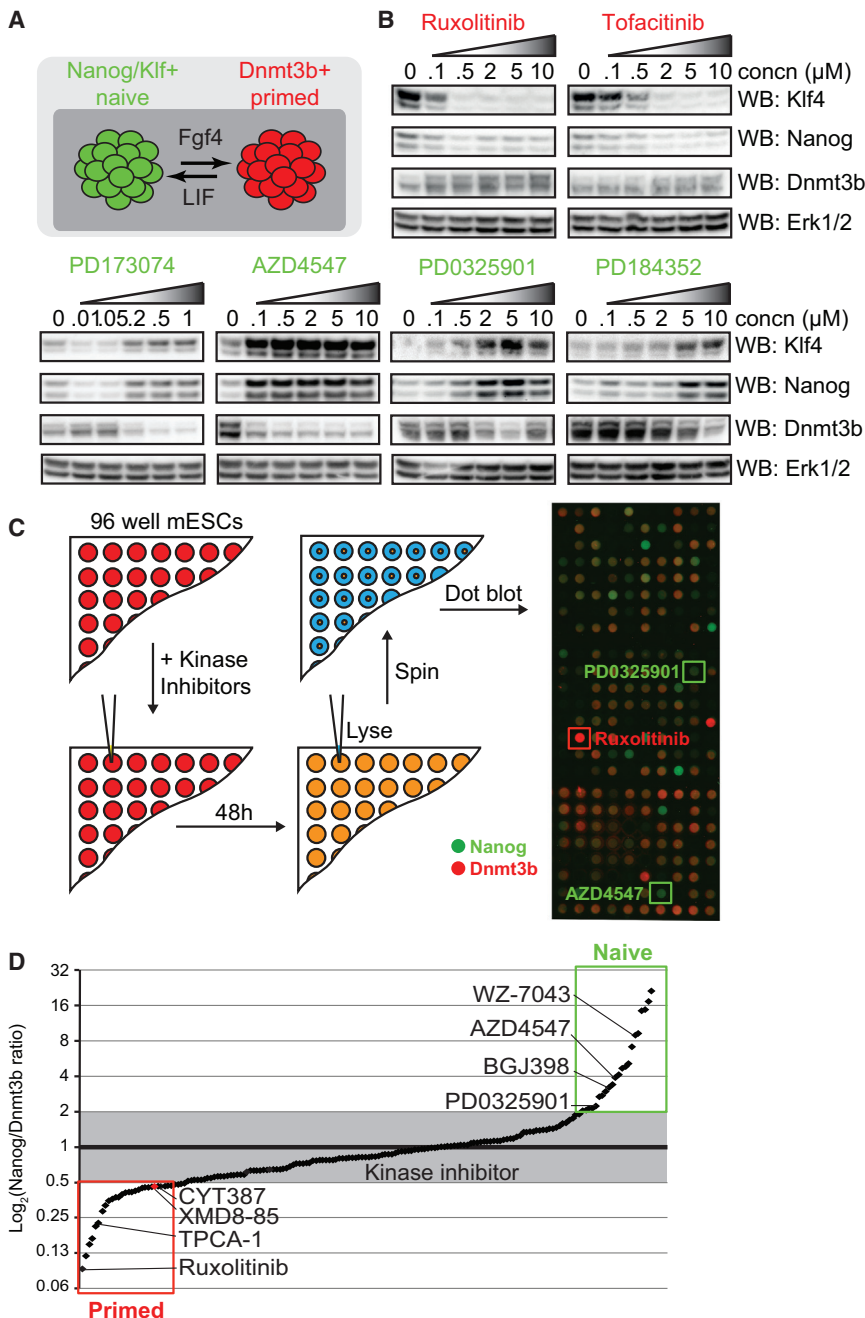 A
Nanog/Klf+
naive
Dnmt3b+
primed
Fgf4
LIF
B
Ruxolitinib
Tofacitinib
0 .1 .5 2 5 10 0 .1 .5 2 5 10 concn (µM)
WB: Klf4
WB: Nanog
WB: Dnmt3b
WB: Erk1/2
PD173074
AZD4547
PD0325901
PD184352
0 .01.05.2 .5 1 0 .1 .5 2 5 10 0 .1 .5 2 5 10 0 .1 .5 2 5 10 concn (µM)
WB: Klf4
WB: Nanog
WB: Dnmt3b
WB: Erk1/2
C
96 well mESCs
+ Kinase
Inhibitors
48h
Lyse
Spin
Dot blot
Nanog
Dnmt3b
PD0325901
Ruxolitinib
AZD4547
D
Log2(Nanog/Dnmt3b ratio)
32
16
8
4
2
1
0.5
0.25
0.13
0.06
Naive
WZ-7043
AZD4547
BGJ398
PD0325901
Kinase inhibitor
CYT387
XMD8-85
TPCA-1
Ruxolitinib
Primed